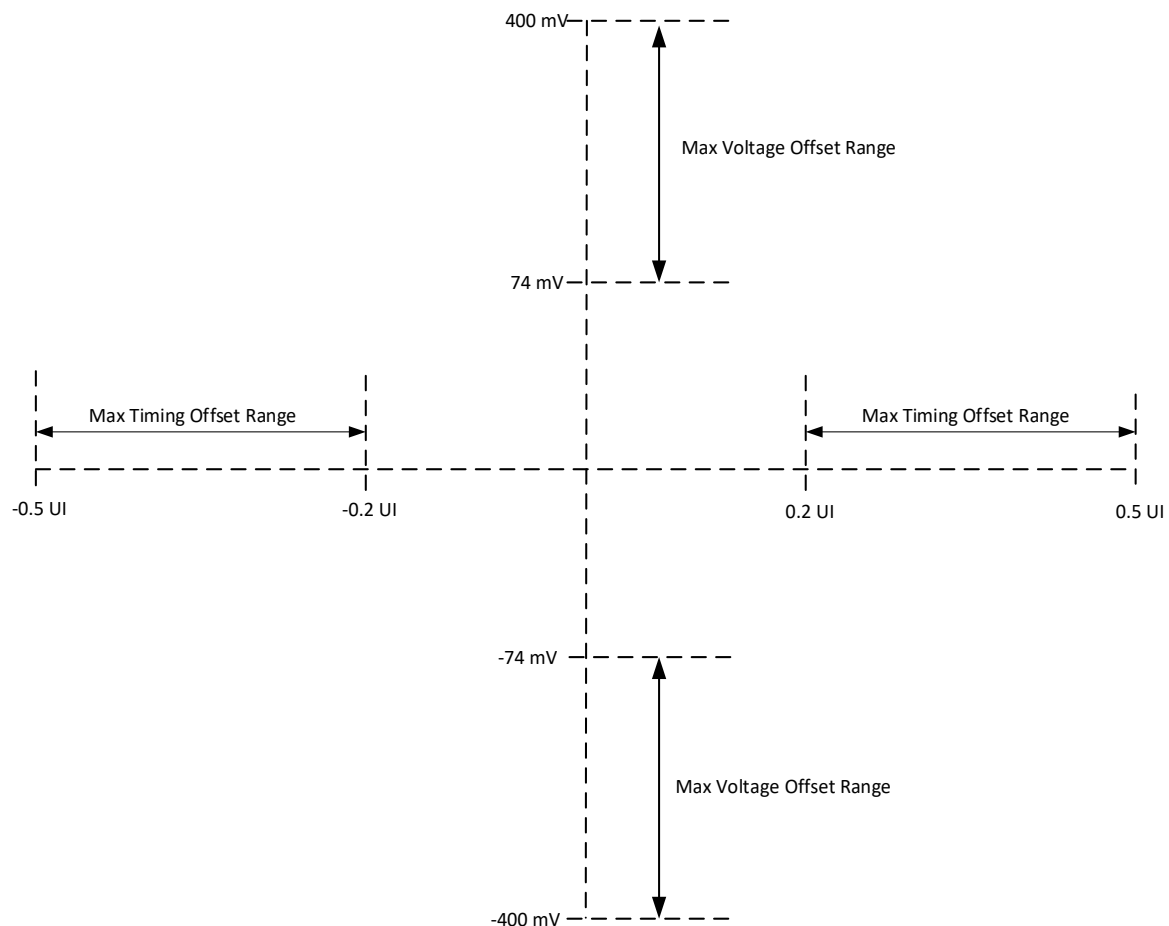 400 mV
Max Voltage Offset Range
74 mV
Max Timing Offset Range
Max Timing Offset Range
-0.5 UI
-0.2 UI
0.2 UI
0.5 UI
-74 mV
Max Voltage Offset Range
-400 mV